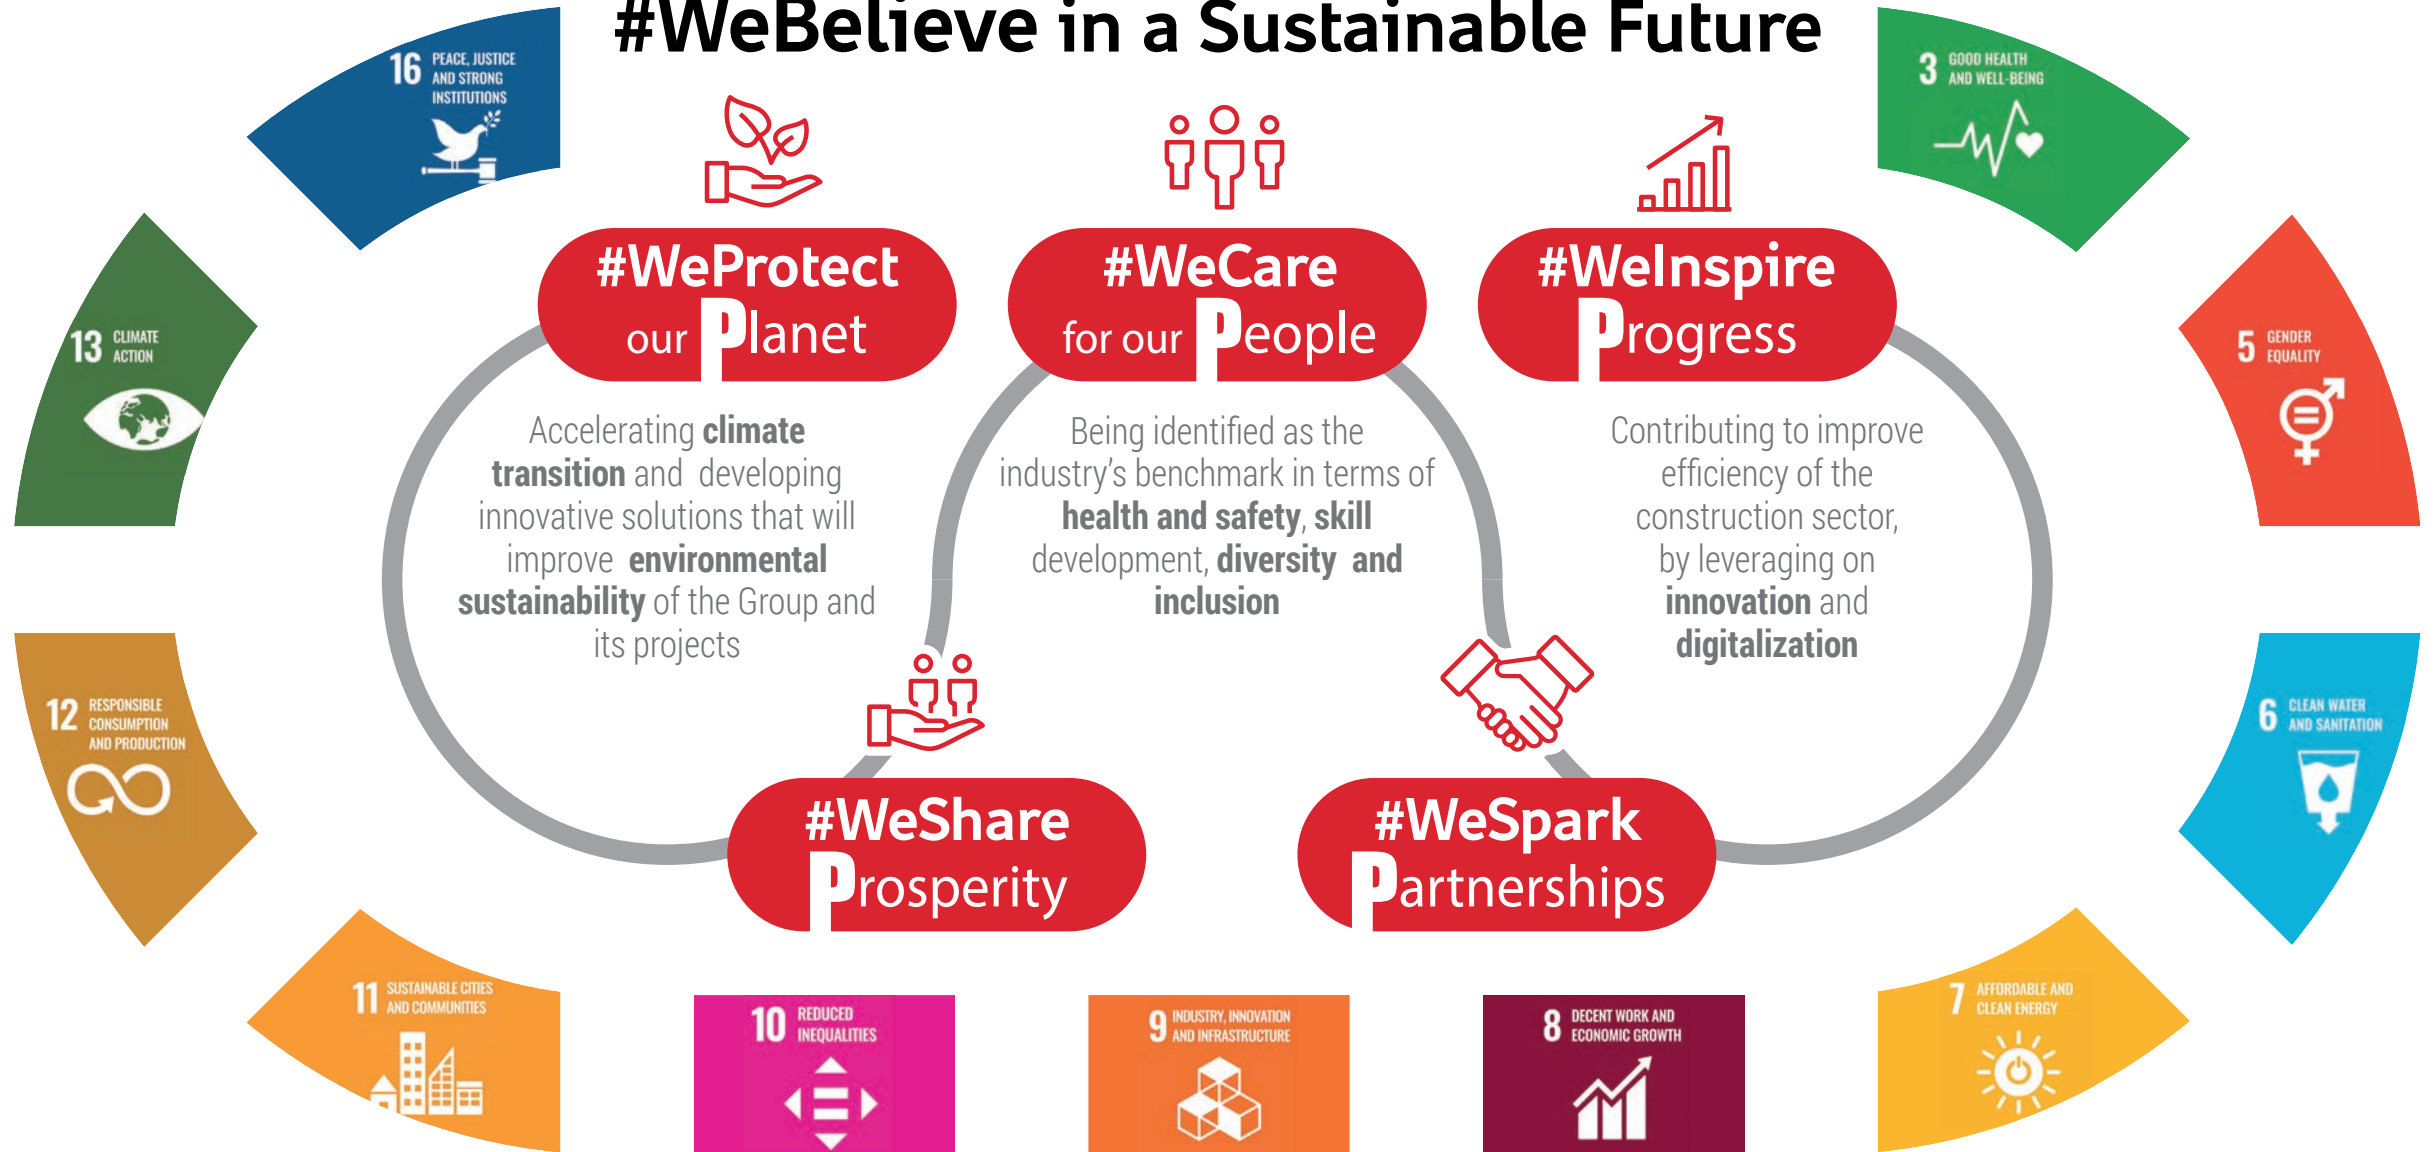 #WeBelieve in a Sustainable Future
16 PEACE, JUSTICE
AND STRONG
INSTITUTIONS
3 GOOD HEALTH
AND WELL-BEING
13 CLIMATE
ACTION
5 GENDER
EQUALITY
#WeProtect
our Planet
Accelerating climate
transition and developing
innovative solutions that will
improve environmental
sustainability of the Group and
its projects
#WeCare
for our People
Being identified as the
industry's benchmark in terms of
health and safety, skill
development, diversity and
inclusion
#WeInspire
Progress
Contributing to improve
efficiency of the
construction sector,
by leveraging on
innovation and
digitalization
12 RESPONSIBLE
CONSUMPTION
AND PRODUCTION
6 CLEAN WATER
AND SANITATION
#WeShare
Prosperity
#WeSpark
Partnerships
11 SUSTAINABLE CITIES
AND COMMUNITIES
10 REDUCED
INEQUALITIES
9 INDUSTRY, INNOVATION
AND INFRASTRUCTURE
8 DECENT WORK AND
ECONOMIC GROWTH
7 AFFORDABLE AND
CLEAN ENERGY